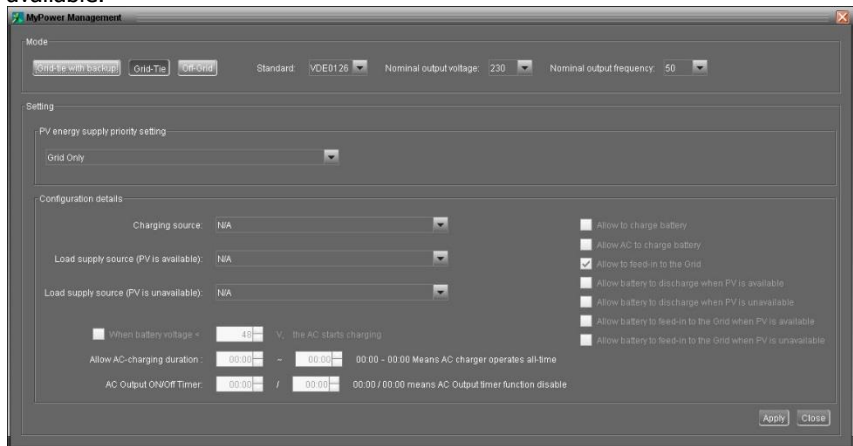 available.
MyPower Management
Mode
Grid-tie with backup Grid-Tie Off-Grid Standard: VDE0126 Nominal output voltage: 230 Nominal output frequency: 50
Setting
PV energy supply priority setting
Grid Only
Configuration details
Charging source: N/A
Allow to charge battery
Allow AC to charge battery
Load supply source (PV is available): N/A
Allow to feed-in to the Grid
Allow battery to discharge when PV is available
Load supply source (PV is unavailable): N/A
Allow battery to discharge when PV is unavailable
Allow battery to feed-in to the Grid when PV is available
When battery voltage < 48 V, the AC starts charging
Allow battery to feed-in to the Grid when PV is unavailable
Allow AC-charging duration : 00:00 ~ 00:00 00:00 - 00:00 Means AC charger operates all-time
AC Output ON/Off Timer: 00:00 / 00:00 00:00 / 00:00 means AC Output timer function disable
Apply Close